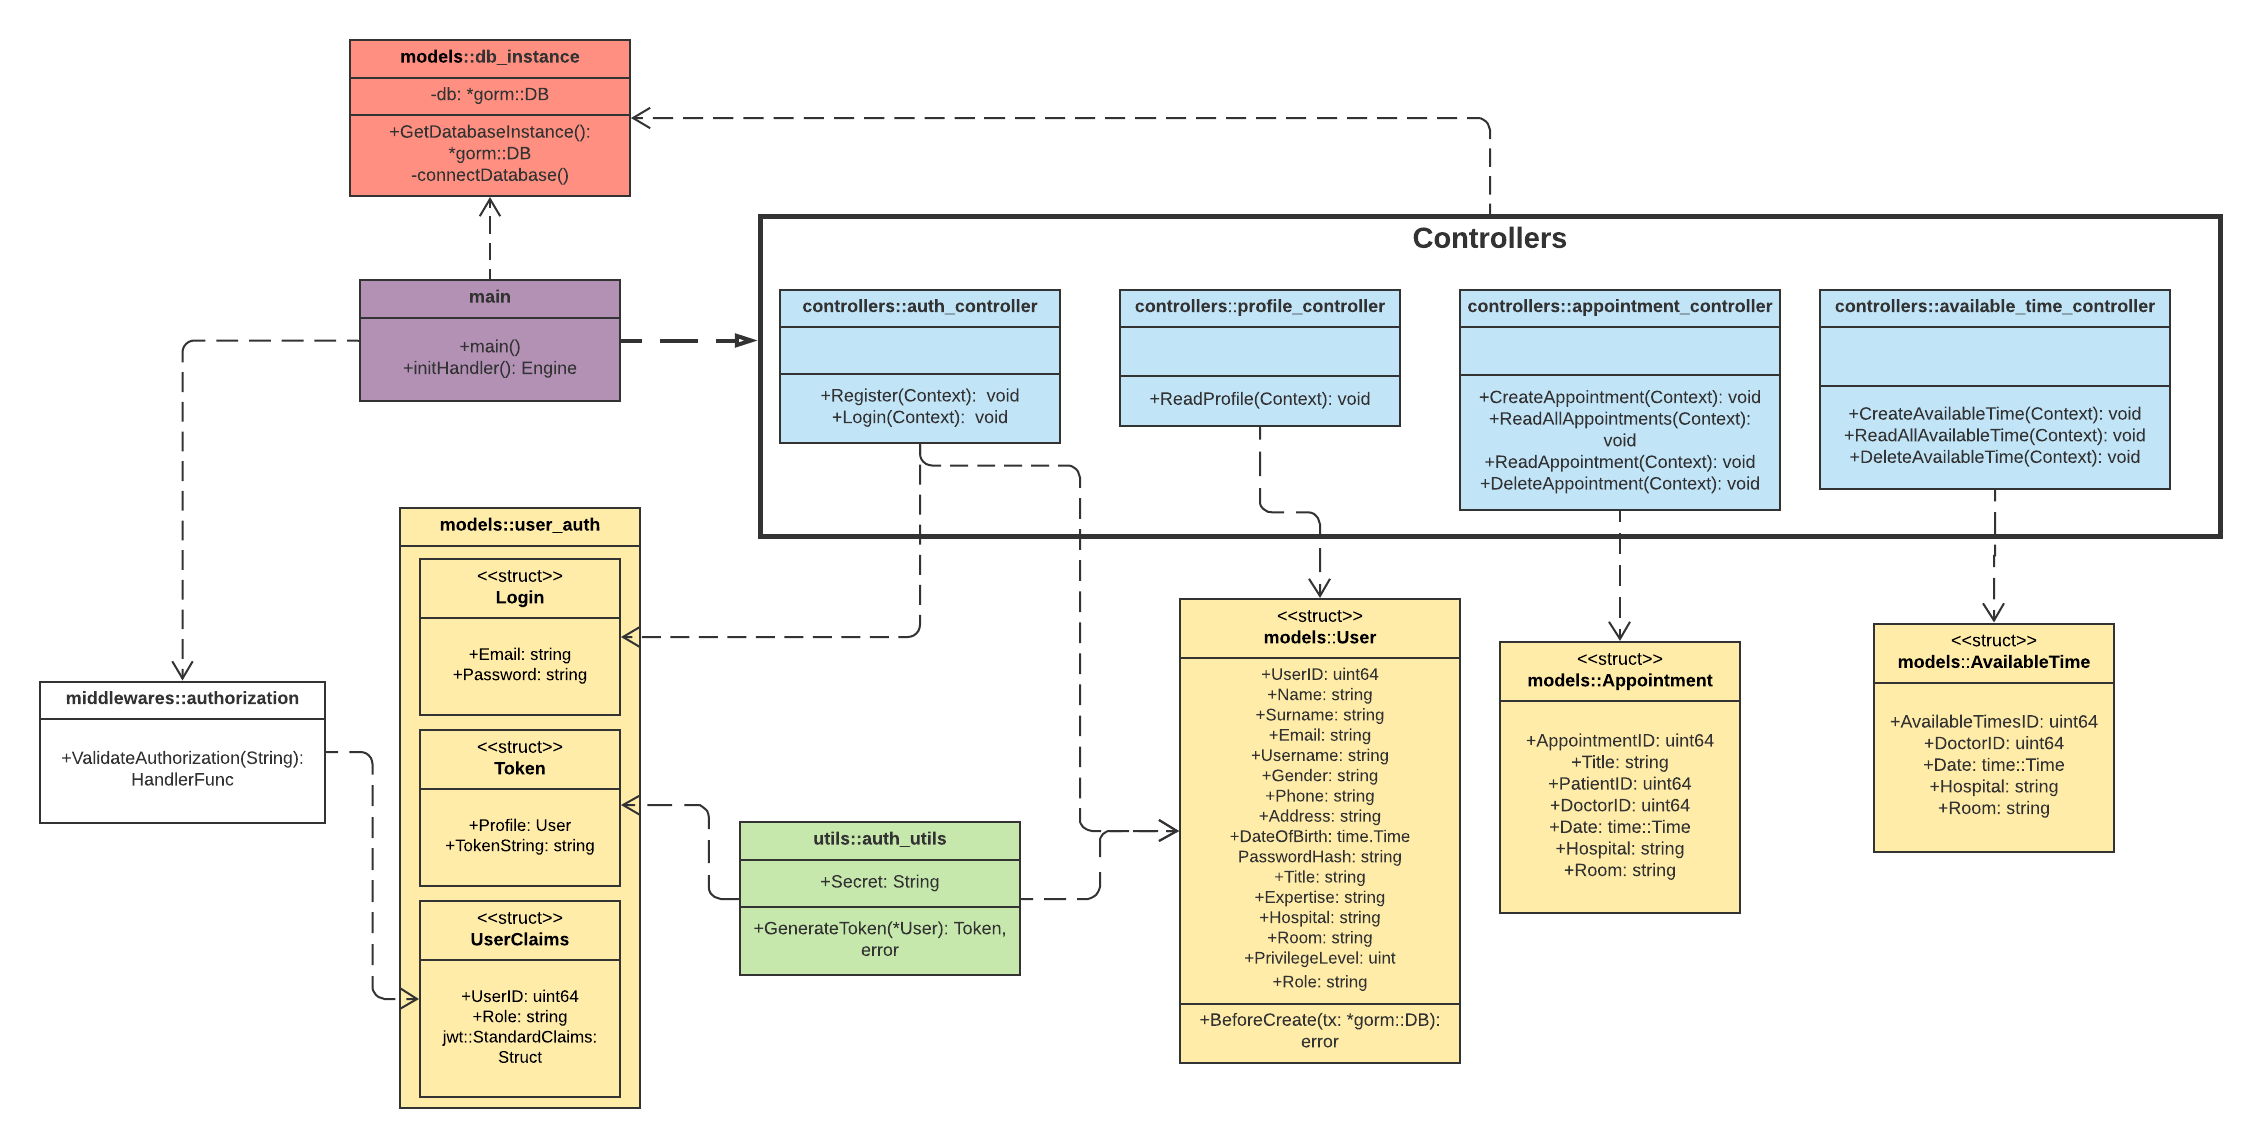 models::db_instance
-db: *gorm::DB
+GetDatabaseInstance():
*gorm::DB
-connectDatabase()
main
+main()
+initHandler(): Engine
Controllers
controllers::auth_controller
+Register(Context):  void
+Login(Context):  void
controllers::profile_controller
+ReadProfile(Context): void
controllers::appointment_controller
+CreateAppointment(Context): void
+ReadAllAppointments(Context):
void
+ReadAppointment(Context): void
+DeleteAppointment(Context): void
controllers::available_time_controller
+CreateAvailableTime(Context): void
+ReadAllAvailableTime(Context): void
+DeleteAvailableTime(Context): void
middlewares::authorization
+ValidateAuthorization(String):
HandlerFunc
models::user_auth
<<struct>>
Login
+Email: string
+Password: string
<<struct>>
Token
+Profile: User
+TokenString: string
<<struct>>
UserClaims
+UserID: uint64
+Role: string
jwt::StandardClaims:
Struct
utils::auth_utils
+Secret: String
+GenerateToken(*User): Token,
error
<<struct>>
models::User
+UserID: uint64
+Name: string
+Surname: string
+Email: string
+Username: string
+Gender: string
+Phone: string
+Address: string
+DateOfBirth: time.Time
PasswordHash: string
+Title: string
+Expertise: string
+Hospital: string
+Room: string
+PrivilegeLevel: uint
+Role: string
+BeforeCreate(tx: *gorm::DB):
error
<<struct>>
models::Appointment
+AppointmentID: uint64
+Title: string
+PatientID: uint64
+DoctorID: uint64
+Date: time::Time
+Hospital: string
+Room: string
<<struct>>
models::AvailableTime
+AvailableTimesID: uint64
+DoctorID: uint64
+Date: time::Time
+Hospital: string
+Room: string